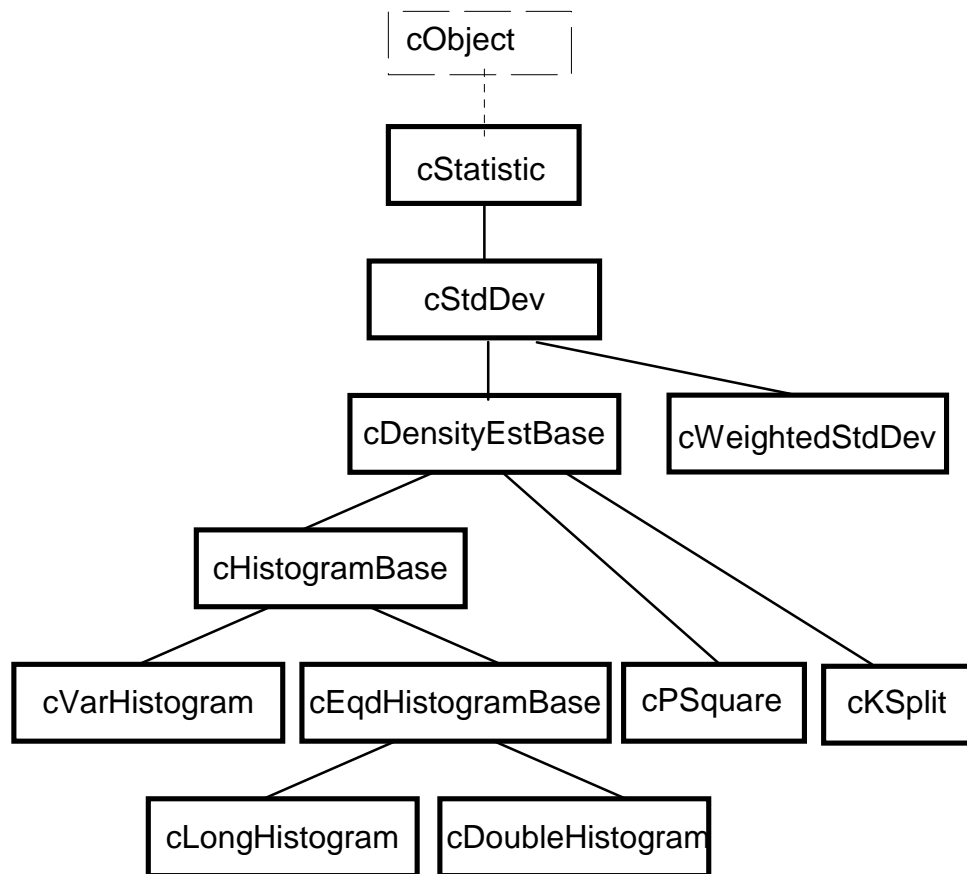 cObject
cStatistic
cStdDev
cDensityEstBase
cWeightedStdDev
cHistogramBase
cVarHistogram
cEqdHistogramBase
cPSquare
cKSplit
cLongHistogram
cDoubleHistogram